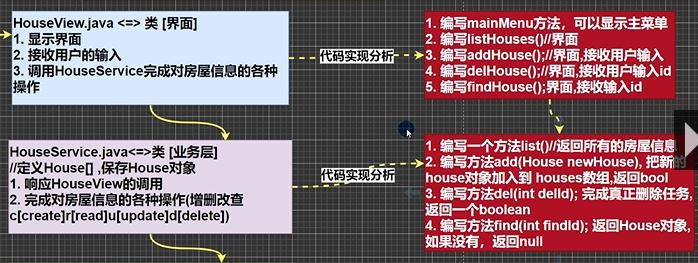 HouseView.java <=> 类 [界面]
1. 显示界面
2. 接收用户的输入
3. 调用HouseService完成对房屋信息的各种
操作
代码实现分析
1. 编写mainMenu方法，可以显示主菜单
2. 编写listHouses()//界面
3. 编写addHouse();//界面,接收用户输入
4. 编写delHouse();//界面,接收用户输入id
5. 编写findHouse();界面,接收输入id
HouseService.java<=>类 [业务层]
//定义House[] ,保存House对象
1. 响应HouseView的调用
2. 完成对房屋信息的各种操作(增删改查
c[create]r[read]u[update]d[delete])
代码实现分析
1. 编写一个方法list()//返回所有的房屋信息
2. 编写方法add(House newHouse), 把新的
house对象加入到 houses数组,返回bool
3. 编写方法del(int delId); 完成真正删除任务,
返回一个boolean
4. 编写方法find(int findId); 返回House对象,
如果没有，返回null